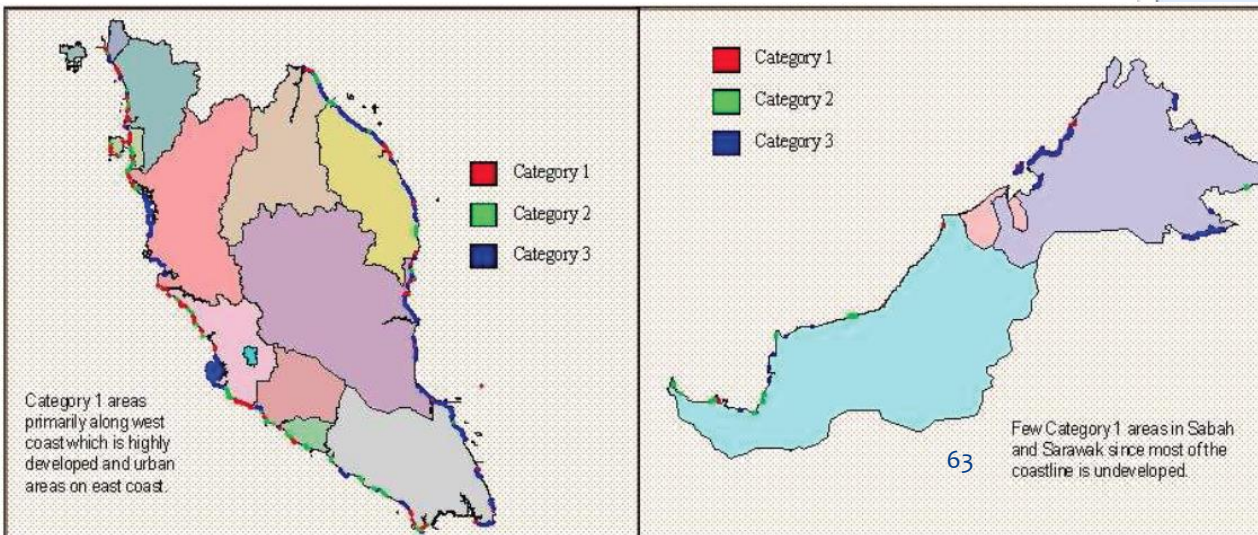 Category 1
Category 2
Category 3
Category 1 areas
primarily along west
coast which is highly
developed and urban
areas on east coast.
Category 1
Category 2
Category 3
63
Few Category 1 areas in Sabah
and Sarawak since most of the
coastline is undeveloped.